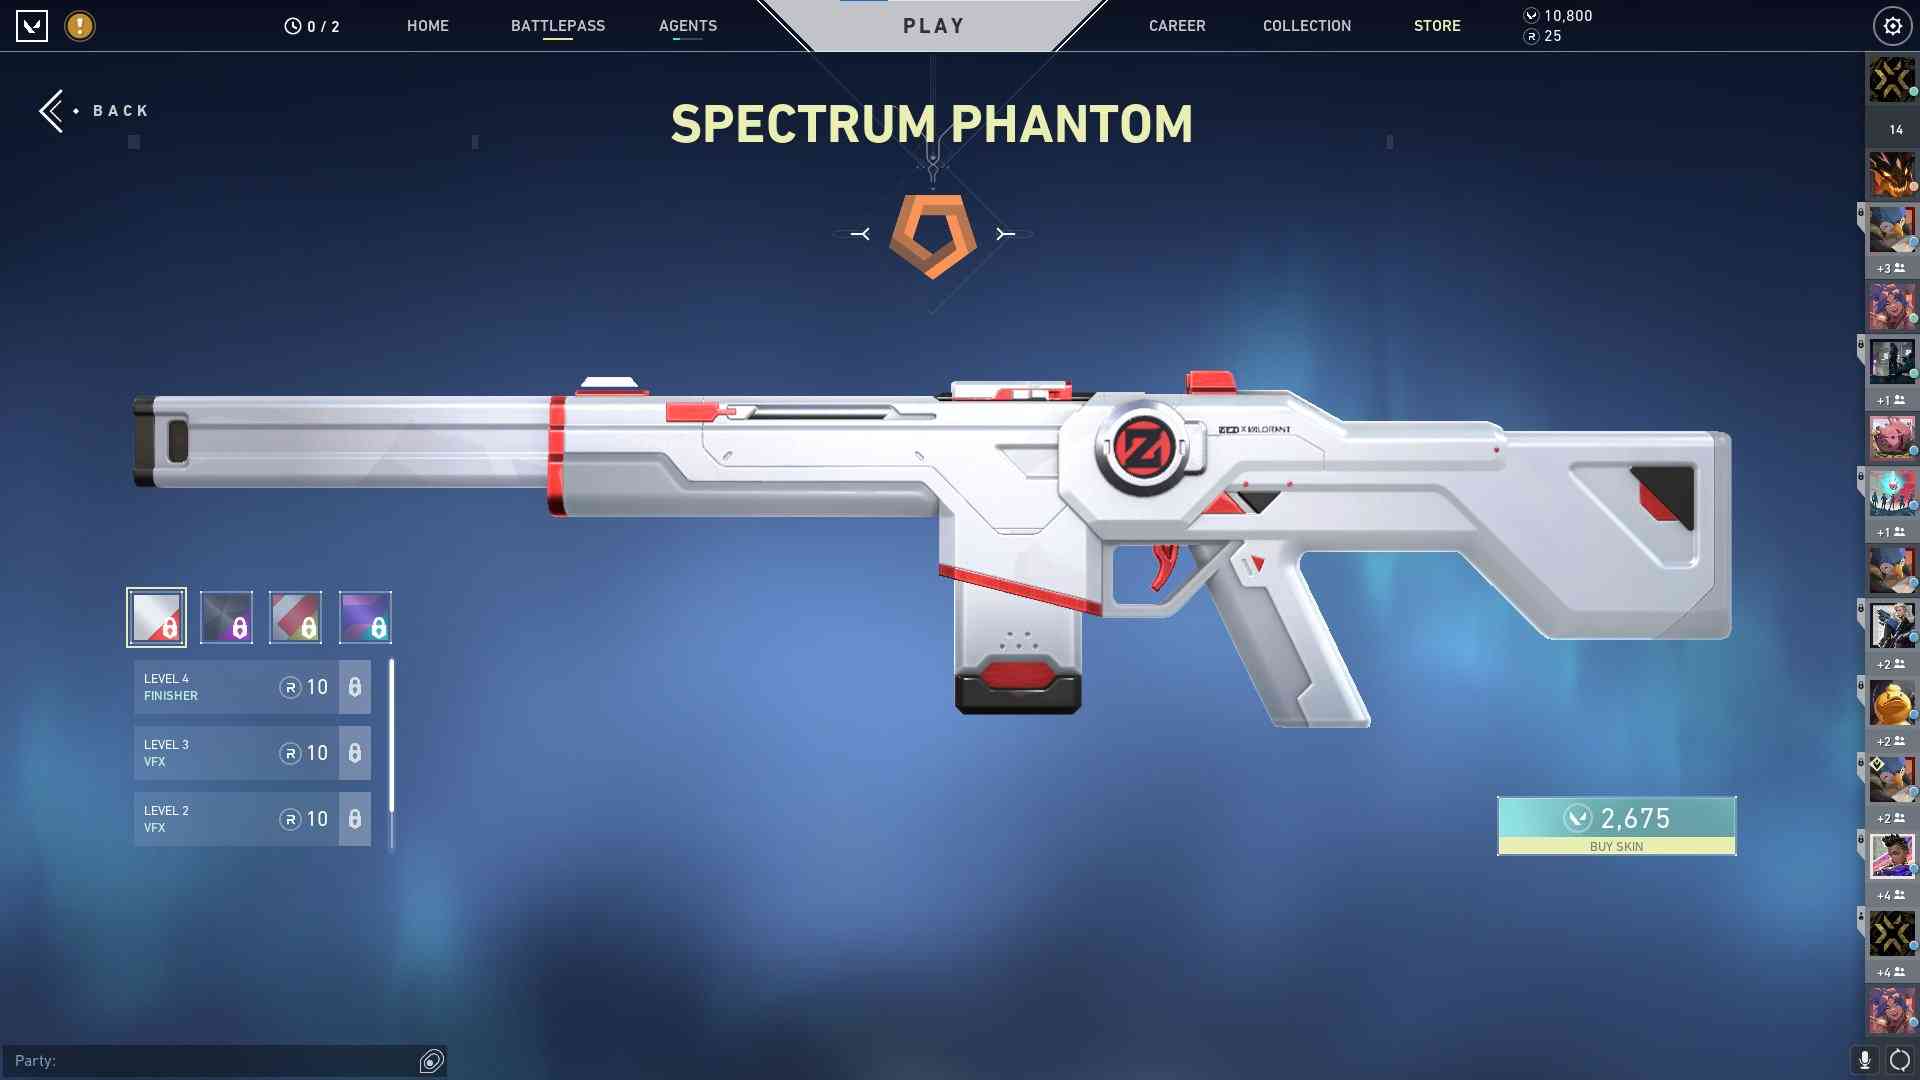 0 / 2
HOME
BATTLEPASS
AGENTS
PLAY
CAREER
COLLECTION
STORE
10,800
R 25
BACK
SPECTRUM PHANTOM
14
+3
+1
+1
+2
+2
+2
+4
+4
Z
ZEDD X VALORANT
LEVEL 4
FINISHER
R 10
LEVEL 3
VFX
R 10
LEVEL 2
VFX
R 10
2,675
BUY SKIN
Party: